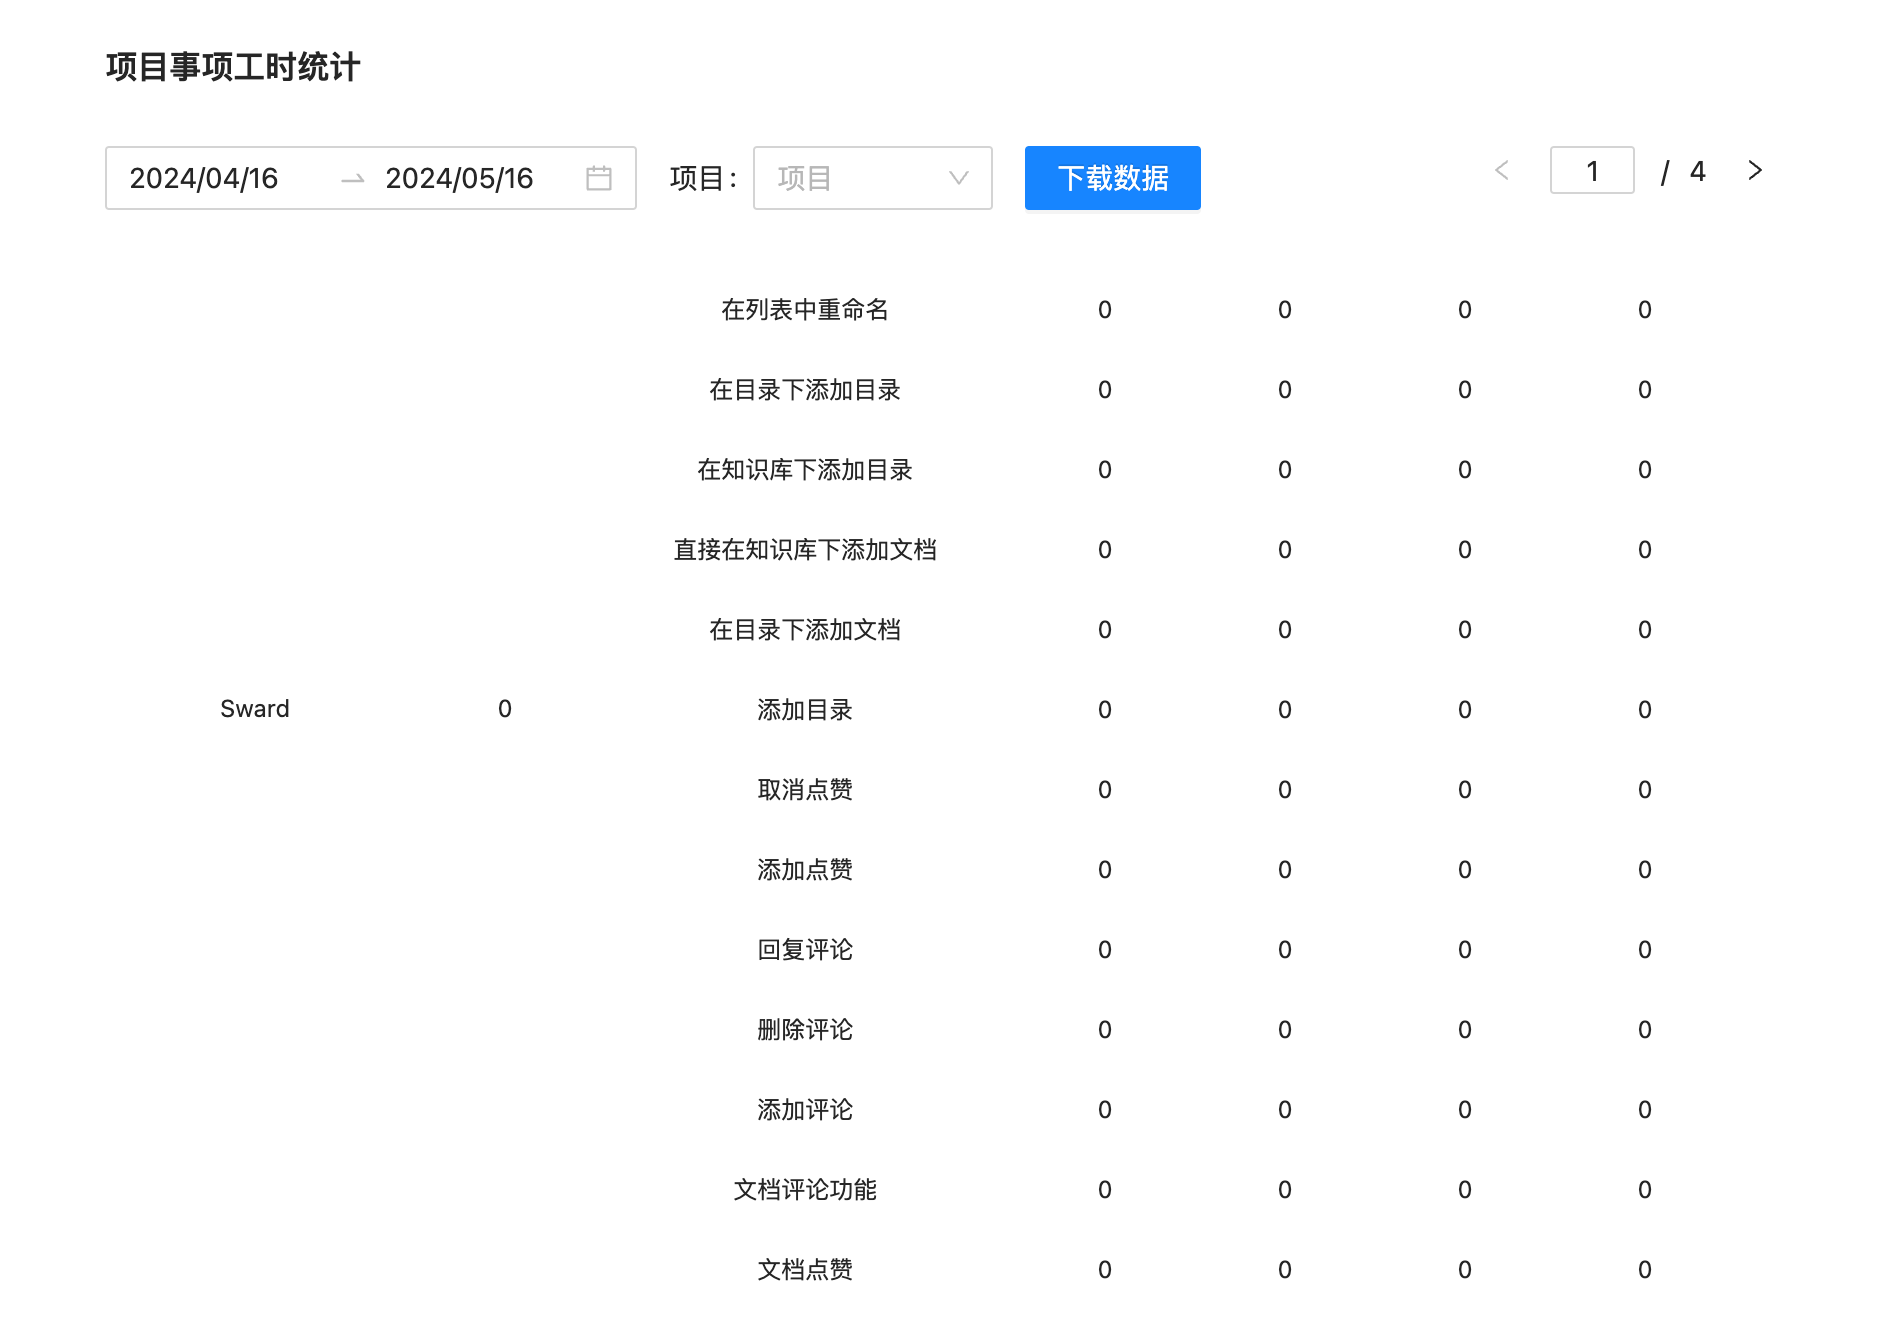 项目事项工时统计
2024/04/16 2024/05/16 项目: 项目 下载数据 1 / 4
在列表中重命名 0 0 0 0
在目录下添加目录 0 0 0 0
在知识库下添加目录 0 0 0 0
直接在知识库下添加文档 0 0 0 0
在目录下添加文档 0 0 0 0
Sward 0 添加目录 0 0 0 0
取消点赞 0 0 0 0
添加点赞 0 0 0 0
回复评论 0 0 0 0
删除评论 0 0 0 0
添加评论 0 0 0 0
文档评论功能 0 0 0 0
文档点赞 0 0 0 0